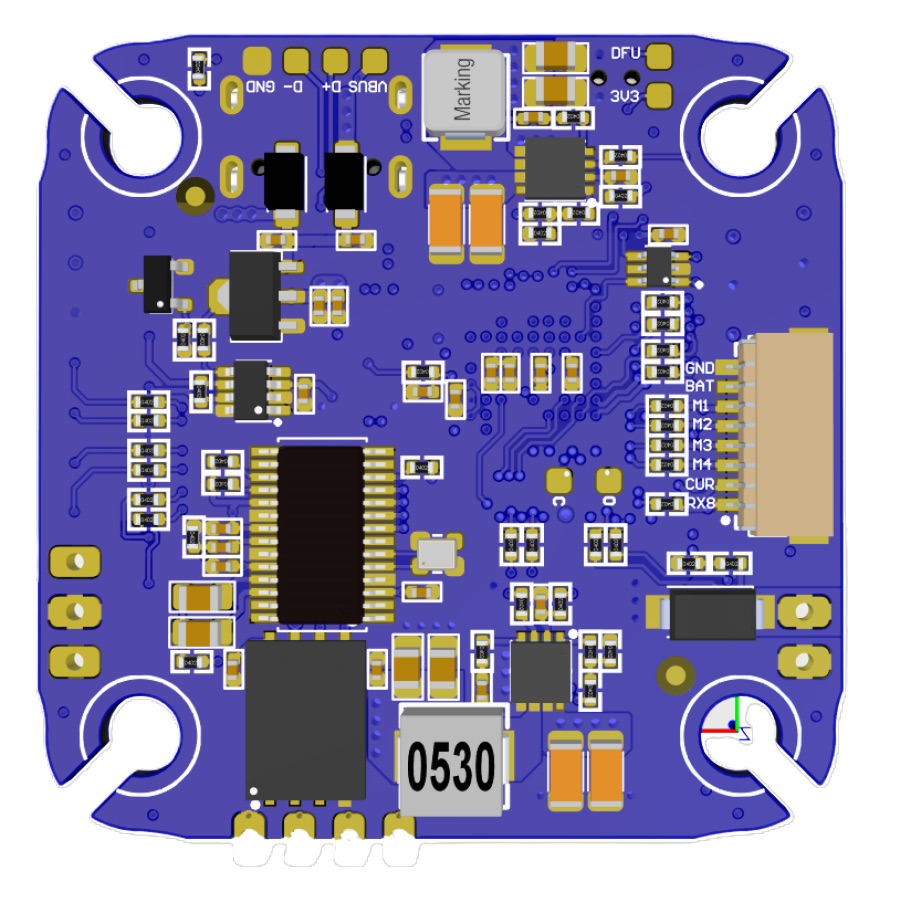 DFU
GND D- D+ VBUS
Marking
3V3
GND
BAT
M1
M2
M3
M4
CUR
RX8
C D
0530
Z